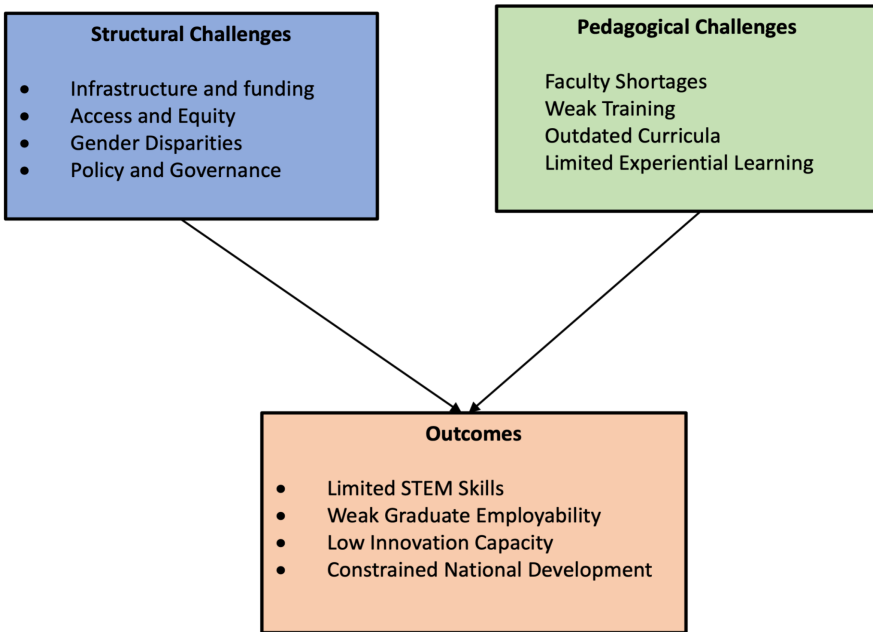 Structural Challenges
• Infrastructure and funding
• Access and Equity
• Gender Disparities
• Policy and Governance
Pedagogical Challenges
Faculty Shortages
Weak Training
Outdated Curricula
Limited Experiential Learning
Outcomes
• Limited STEM Skills
• Weak Graduate Employability
• Low Innovation Capacity
• Constrained National Development